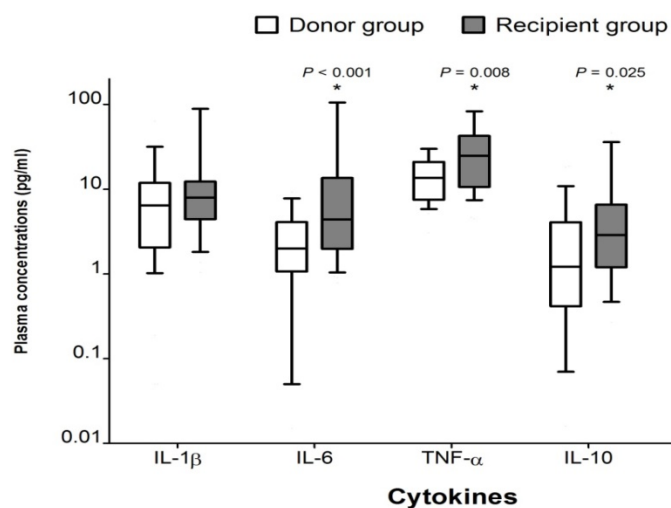 Donor group Recipient group
P < 0.001 P = 0.008 P = 0.025
* * *
100
10
1
0.1
0.01
Plasma concentrations (pg/ml)
IL-1β IL-6 TNF-α IL-10
Cytokines